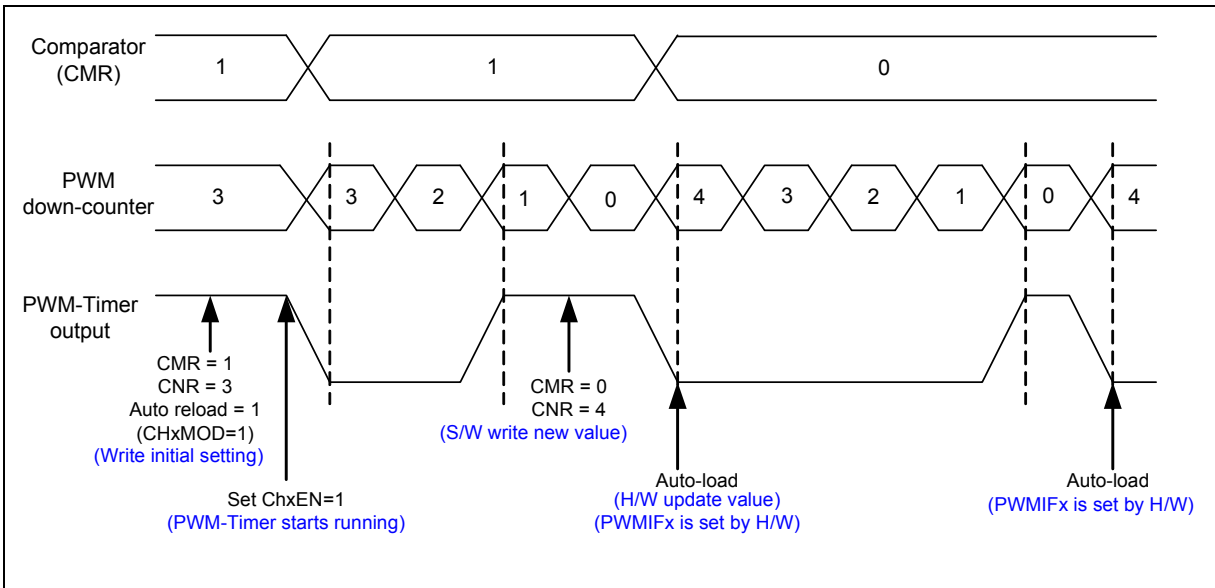 Comparator
(CMR)
1
1
0
PWM
down-counter
3
3
2
1
0
4
3
2
1
0
4
PWM-Timer
output
CMR = 1
CNR = 3
Auto reload = 1
(CHxMOD=1)
(Write initial setting)
Set ChxEN=1
(PWM-Timer starts running)
CMR = 0
CNR = 4
(S/W write new value)
Auto-load
(H/W update value)
(PWMIFx is set by H/W)
Auto-load
(PWMIFx is set by H/W)